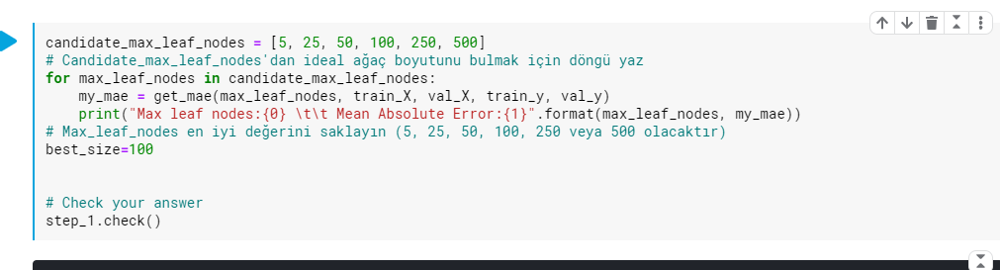 candidate_max_leaf_nodes = [5, 25, 50, 100, 250, 500]
# Candidate_max_leaf_nodes'dan ideal ağaç boyutunu bulmak için döngü yaz
for max_leaf_nodes in candidate_max_leaf_nodes:
    my_mae = get_mae(max_leaf_nodes, train_X, val_X, train_y, val_y)
    print("Max leaf nodes:{0} \t\t Mean Absolute Error:{1}".format(max_leaf_nodes, my_mae))
# Max_leaf_nodes en iyi değerini saklayın (5, 25, 50, 100, 250 veya 500 olacaktır)
best_size=100
# Check your answer
step_1.check()